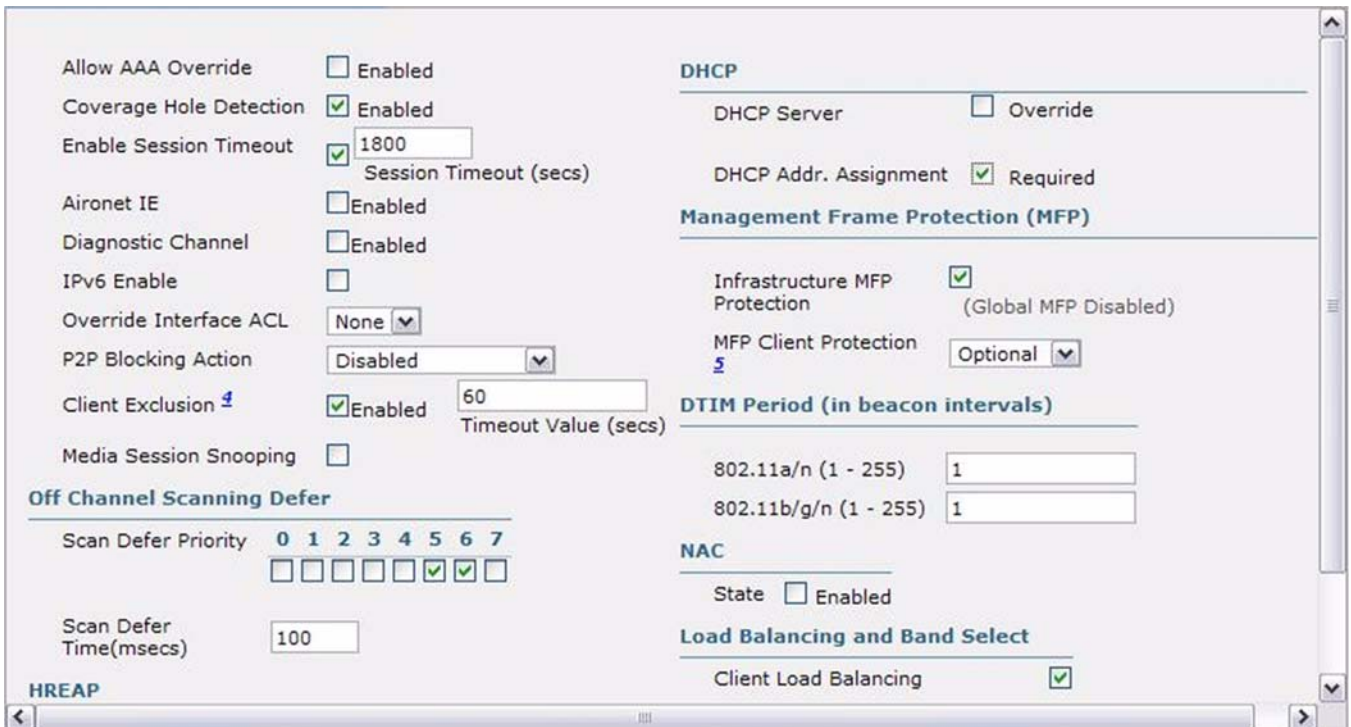 Allow AAA Override Enabled
Coverage Hole Detection Enabled
Enable Session Timeout 1800
Session Timeout (secs)
Aironet IE Enabled
Diagnostic Channel Enabled
IPv6 Enable
Override Interface ACL None
P2P Blocking Action Disabled
Client Exclusion 4 Enabled 60
Timeout Value (secs)
Media Session Snooping
Off Channel Scanning Defer
Scan Defer Priority 0 1 2 3 4 5 6 7
Scan Defer
Time(msecs) 100
HREAP
DHCP
DHCP Server Override
DHCP Addr. Assignment Required
Management Frame Protection (MFP)
Infrastructure MFP
Protection
(Global MFP Disabled)
MFP Client Protection
5
Optional
DTIM Period (in beacon intervals)
802.11a/n (1 - 255) 1
802.11b/g/n (1 - 255) 1
NAC
State Enabled
Load Balancing and Band Select
Client Load Balancing